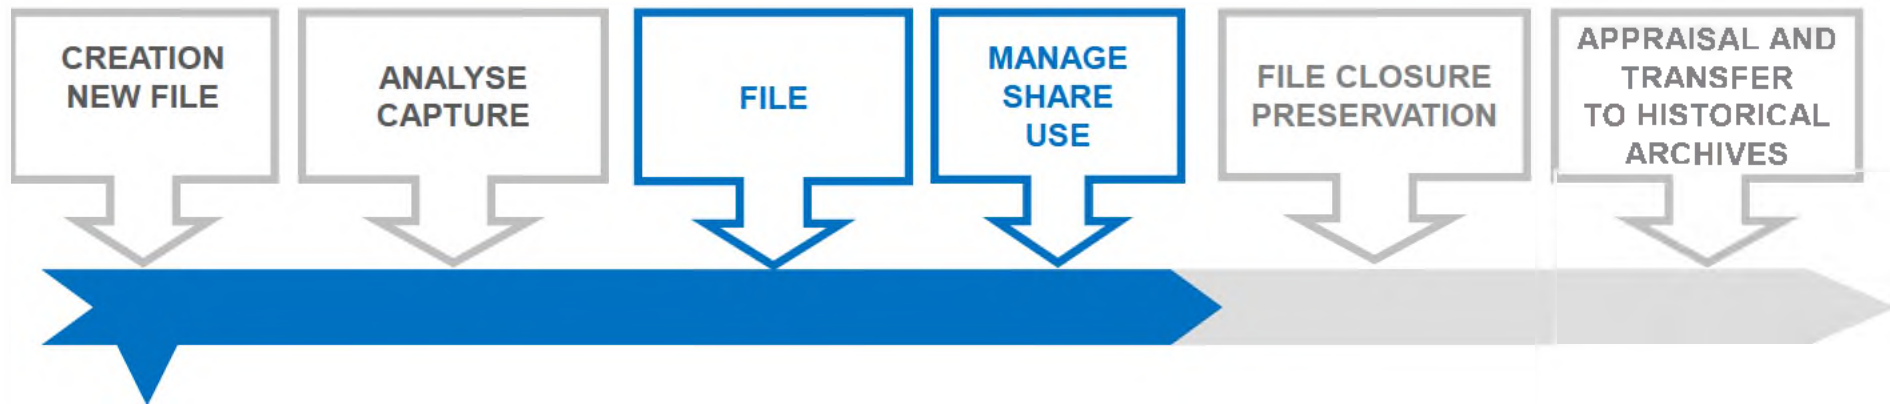 CREATION
NEW FILE
ANALYSE
CAPTURE
FILE
MANAGE
SHARE
USE
FILE CLOSURE
PRESERVATION
APPRAISAL AND
TRANSFER
TO HISTORICAL
ARCHIVES